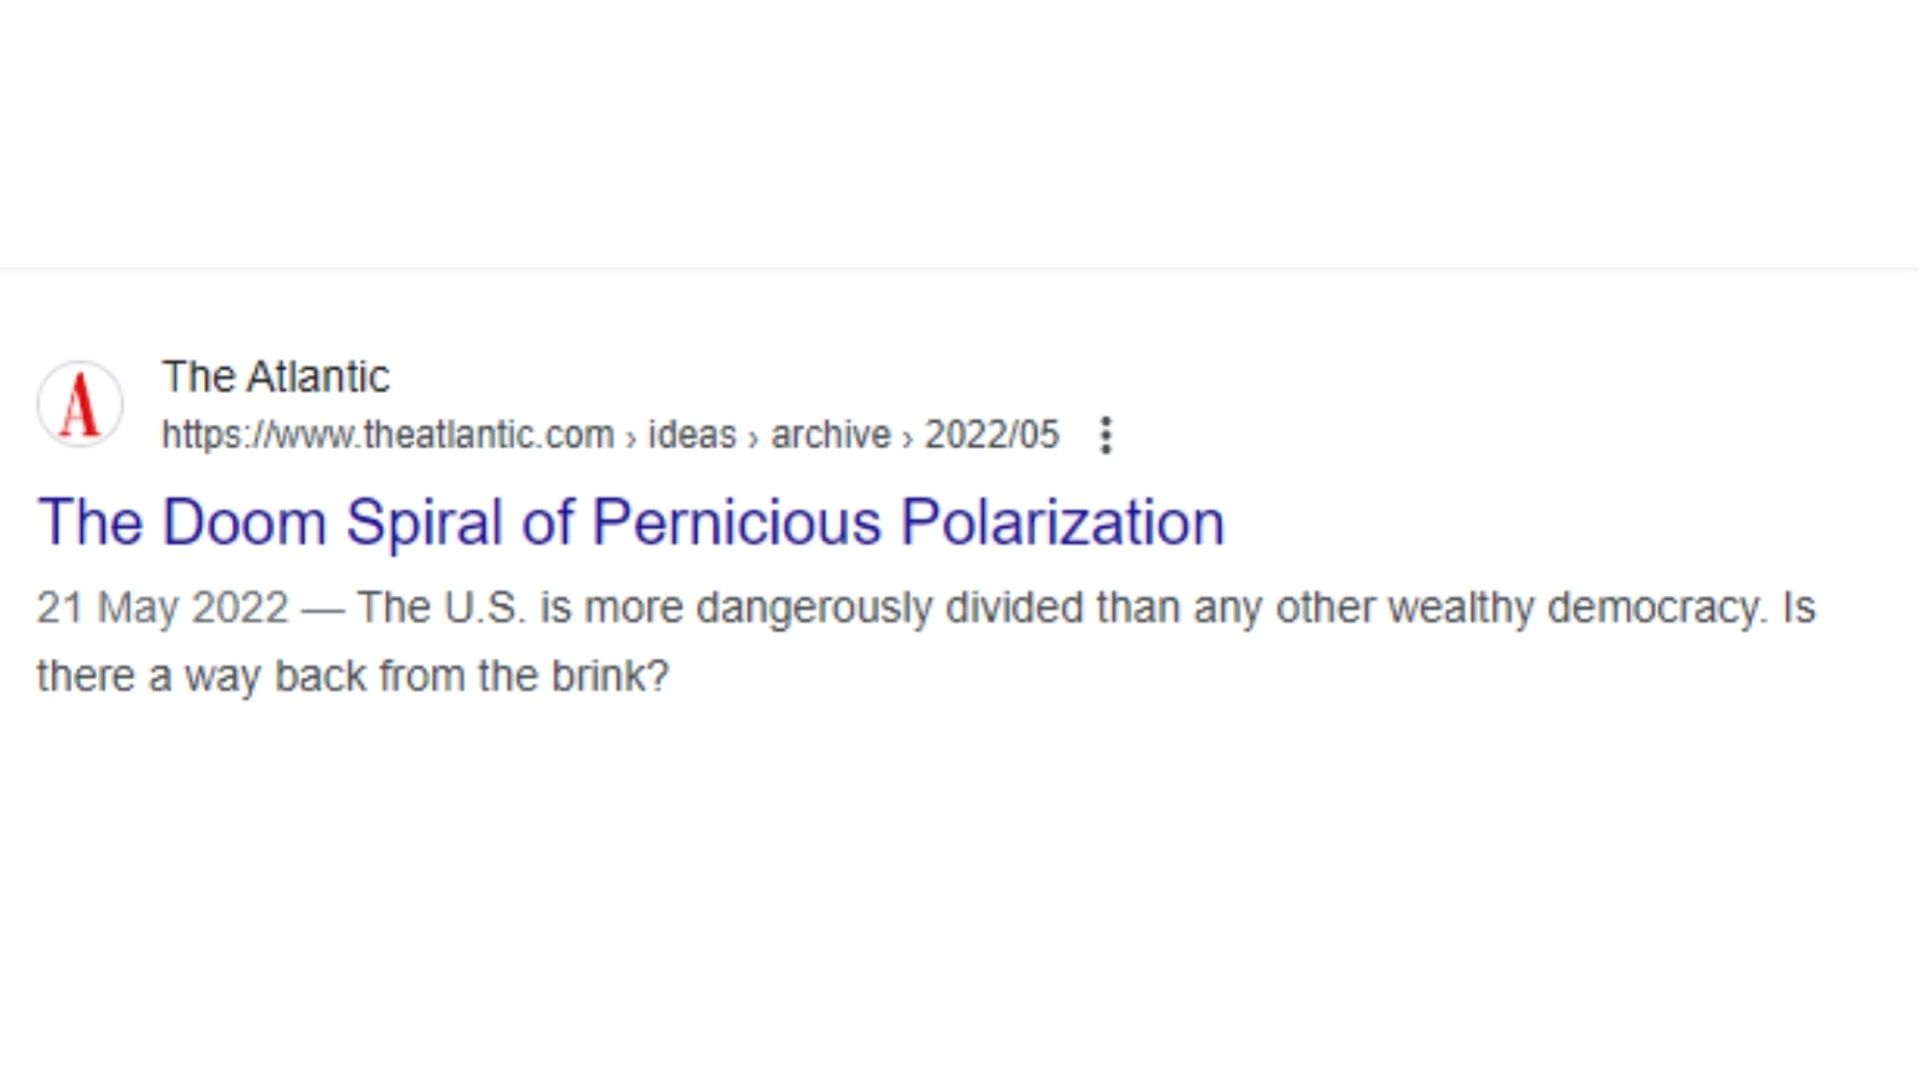 A
The Atlantic
https://www.theatlantic.com › ideas › archive › 2022/05
The Doom Spiral of Pernicious Polarization
21 May 2022 — The U.S. is more dangerously divided than any other wealthy democracy. Is
there a way back from the brink?